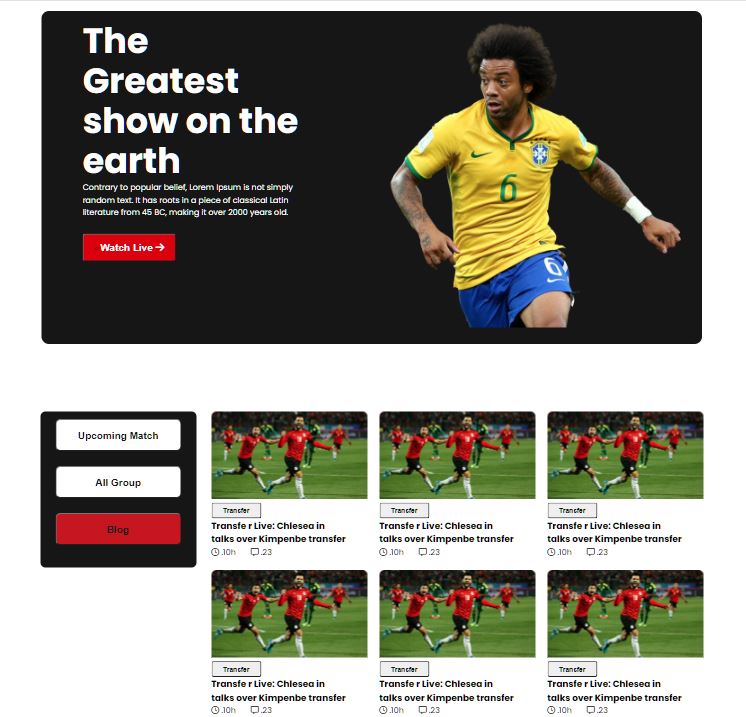 The
Greatest
show on the
earth
Contrary to popular belief, Lorem Ipsum is not simply
random text. It has roots in a piece of classical Latin
literature from 45 BC, making it over 2000 years old.
Watch Live →
6
6
Upcoming Match
All Group
Blog
Transfer
Transfe r Live: Chlesea in
talks over Kimpenbe transfer
.10h .23
Transfer
Transfe r Live: Chlesea in
talks over Kimpenbe transfer
.10h .23
Transfer
Transfe r Live: Chlesea in
talks over Kimpenbe transfer
.10h .23
Transfer
Transfe r Live: Chlesea in
talks over Kimpenbe transfer
.10h .23
Transfer
Transfe r Live: Chlesea in
talks over Kimpenbe transfer
.10h .23
Transfer
Transfe r Live: Chlesea in
talks over Kimpenbe transfer
.10h .23